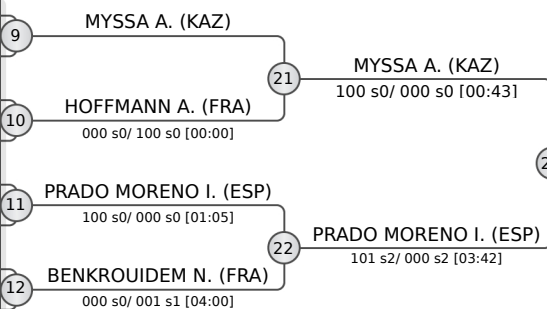 9
MYSSA A. (KAZ)
21
MYSSA A. (KAZ)
100 s0/ 000 s0 [00:43]
10
HOFFMANN A. (FRA)
000 s0/ 100 s0 [00:00]
11
PRADO MORENO I. (ESP)
100 s0/ 000 s0 [01:05]
22
PRADO MORENO I. (ESP)
101 s2/ 000 s2 [03:42]
12
BENKROUIDEM N. (FRA)
000 s0/ 001 s1 [04:00]